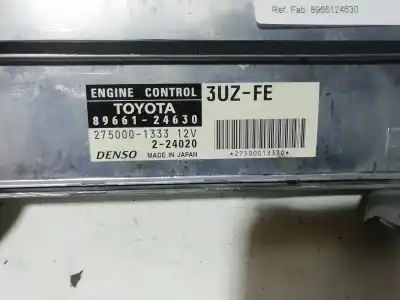 Ref. Fab 8966124630
ENGINE CONTROL 3UZ-FE
TOYOTA
89661-24630
275000-1333 12V
2-24020
DENSO MADE IN JAPAN
*27500013330*